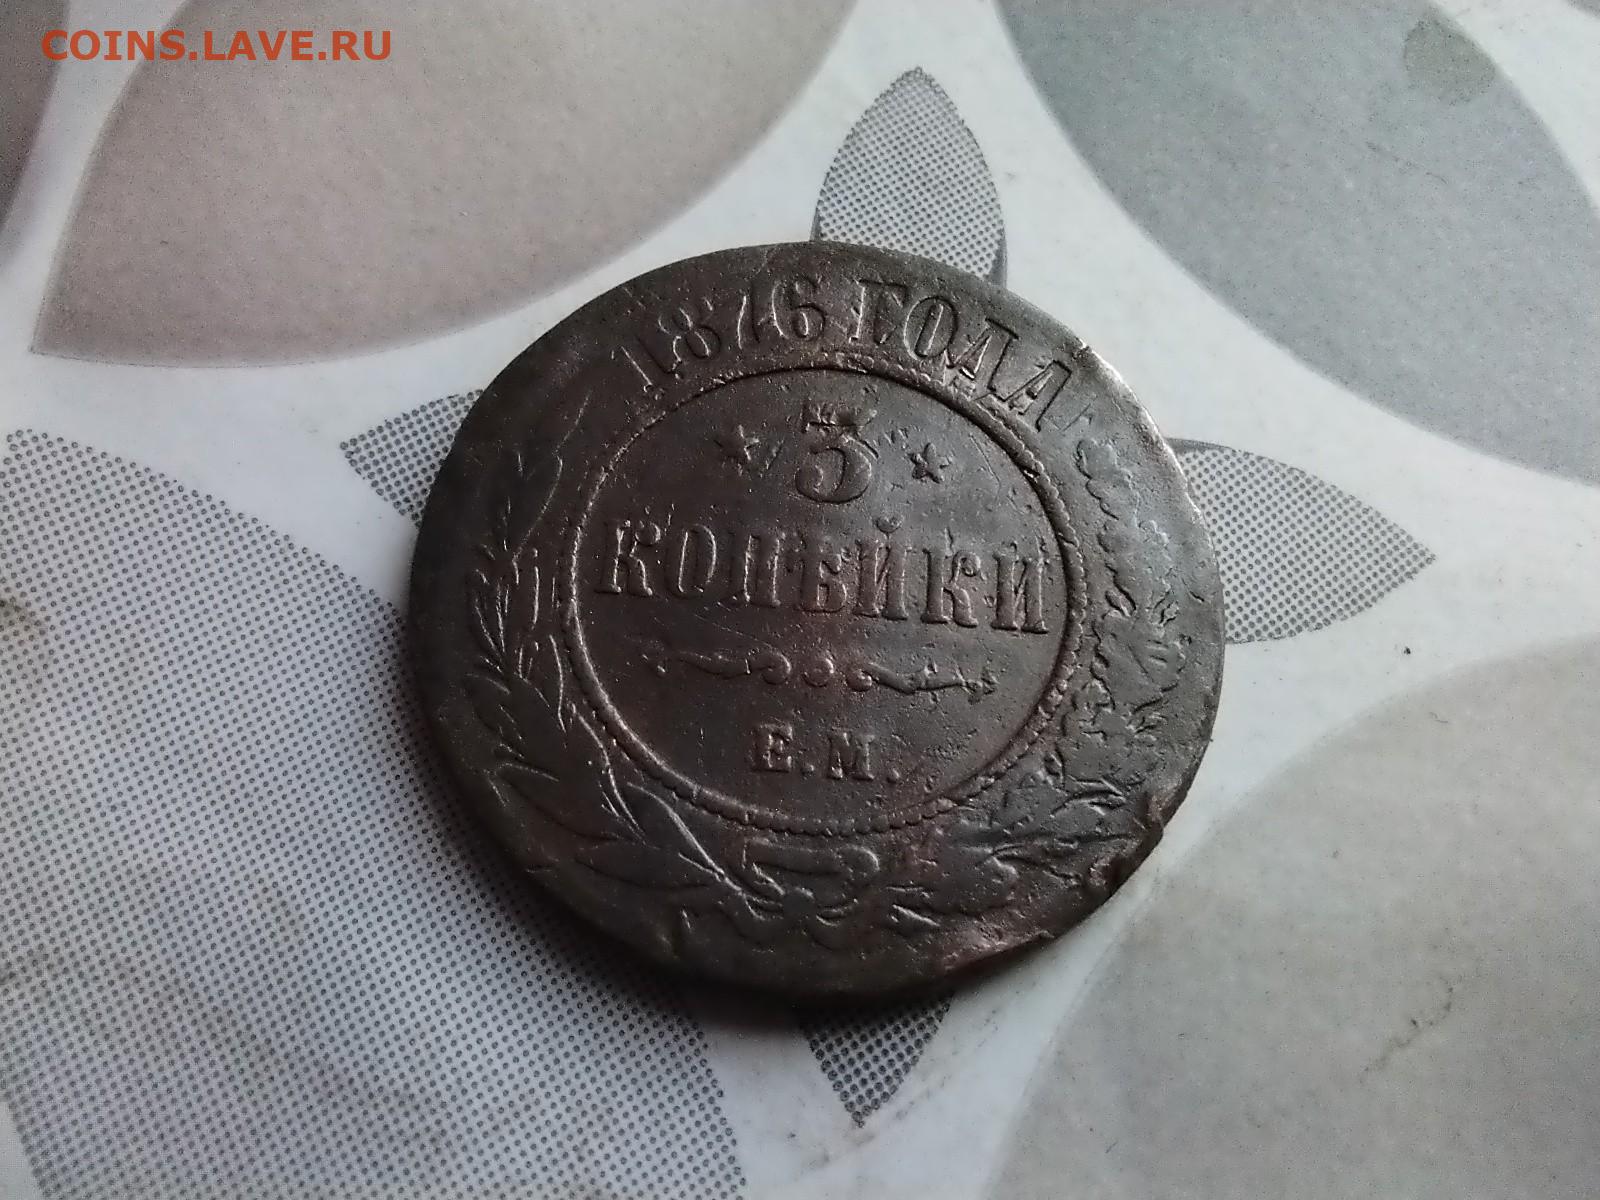 COINS.LAVE.RU
1876 ГОДА
3
КОПѢЙКИ
Е.М.